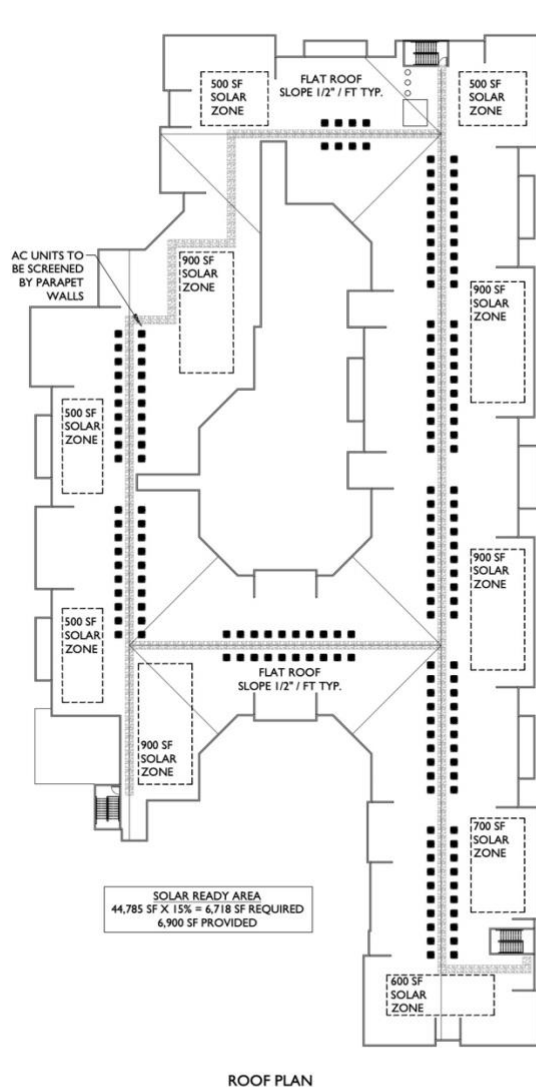 500 SF
SOLAR
ZONE
FLAT ROOF
SLOPE 1/2" / FT TYP.
500 SF
SOLAR
ZONE
AC UNITS TO
BE SCREENED
BY PARAPET
WALLS
900 SF
SOLAR
ZONE
900 SF
SOLAR
ZONE
500 SF
SOLAR
ZONE
900 SF
SOLAR
ZONE
500 SF
SOLAR
ZONE
FLAT ROOF
SLOPE 1/2" / FT TYP.
900 SF
SOLAR
ZONE
700 SF
SOLAR
ZONE
SOLAR READY AREA
44,785 SF X 15% = 6,718 SF REQUIRED
6,900 SF PROVIDED
600 SF
SOLAR
ZONE
ROOF PLAN